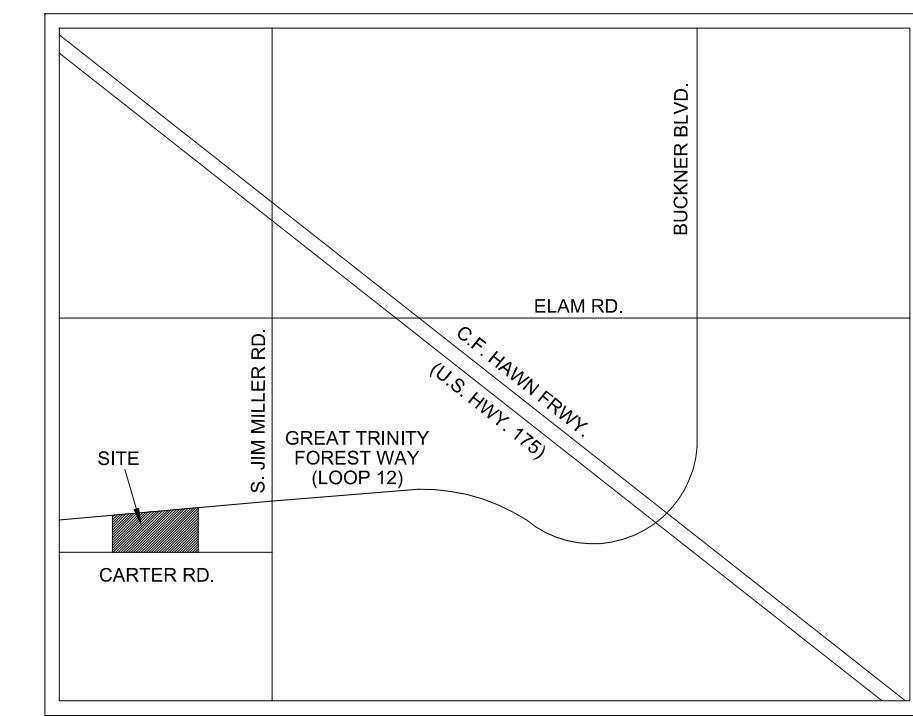 BUCKNER BLVD.
ELAM RD.
C.F. HAWN FRWY.
(U.S. HWY. 175)
S. JIM MILLER RD.
GREAT TRINITY
FOREST WAY
(LOOP 12)
SITE
CARTER RD.